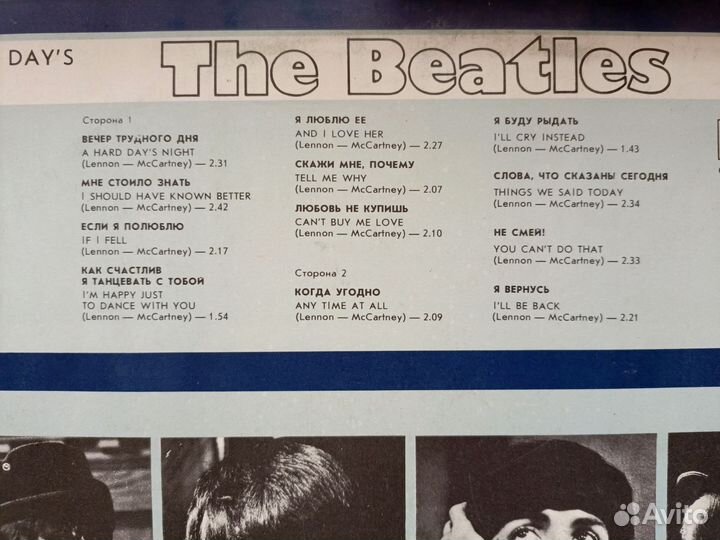 DAY'S The Beatles
Сторона 1
ВЕЧЕР ТРУДНОГО ДНЯ
A HARD DAY'S NIGHT
(Lennon — McCartney) — 2.31
МНЕ СТОИЛО ЗНАТЬ
I SHOULD HAVE KNOWN BETTER
(Lennon — McCartney) — 2.42
ЕСЛИ Я ПОЛЮБЛЮ
IF I FELL
(Lennon — McCartney) — 2.17
КАК СЧАСТЛИВ
Я ТАНЦЕВАТЬ С ТОБОЙ
I'M HAPPY JUST
TO DANCE WITH YOU
(Lennon — McCartney) — 1.54
Я ЛЮБЛЮ ЕЕ
AND I LOVE HER
(Lennon — McCartney) — 2.27
СКАЖИ МНЕ, ПОЧЕМУ
TELL ME WHY
(Lennon — McCartney) — 2.07
ЛЮБОВЬ НЕ КУПИШЬ
CAN'T BUY ME LOVE
(Lennon — McCartney) — 2.10
Сторона 2
КОГДА УГОДНО
ANY TIME AT ALL
(Lennon — McCartney) — 2.09
Я БУДУ РЫДАТЬ
I'LL CRY INSTEAD
(Lennon — McCartney) — 1.43
СЛОВА, ЧТО СКАЗАНЫ СЕГОДНЯ
THINGS WE SAID TODAY
(Lennon — McCartney) — 2.34
НЕ СМЕЙ!
YOU CAN'T DO THAT
(Lennon — McCartney) — 2.33
Я ВЕРНУСЬ
I'LL BE BACK
(Lennon — McCartney) — 2.21
Avito